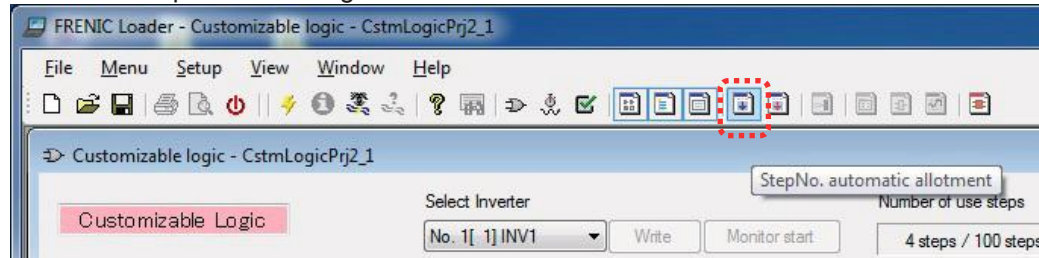 FRENIC Loader - Customizable logic - CstmLogicPrj2_1
File Menu Setup View Window Help
Customizable logic - CstmLogicPrj2_1
StepNo. automatic allotment
Customizable Logic
Select Inverter
Number of use steps
No. 1[ 1] INV1
Write
Monitor start
4 steps / 100 steps